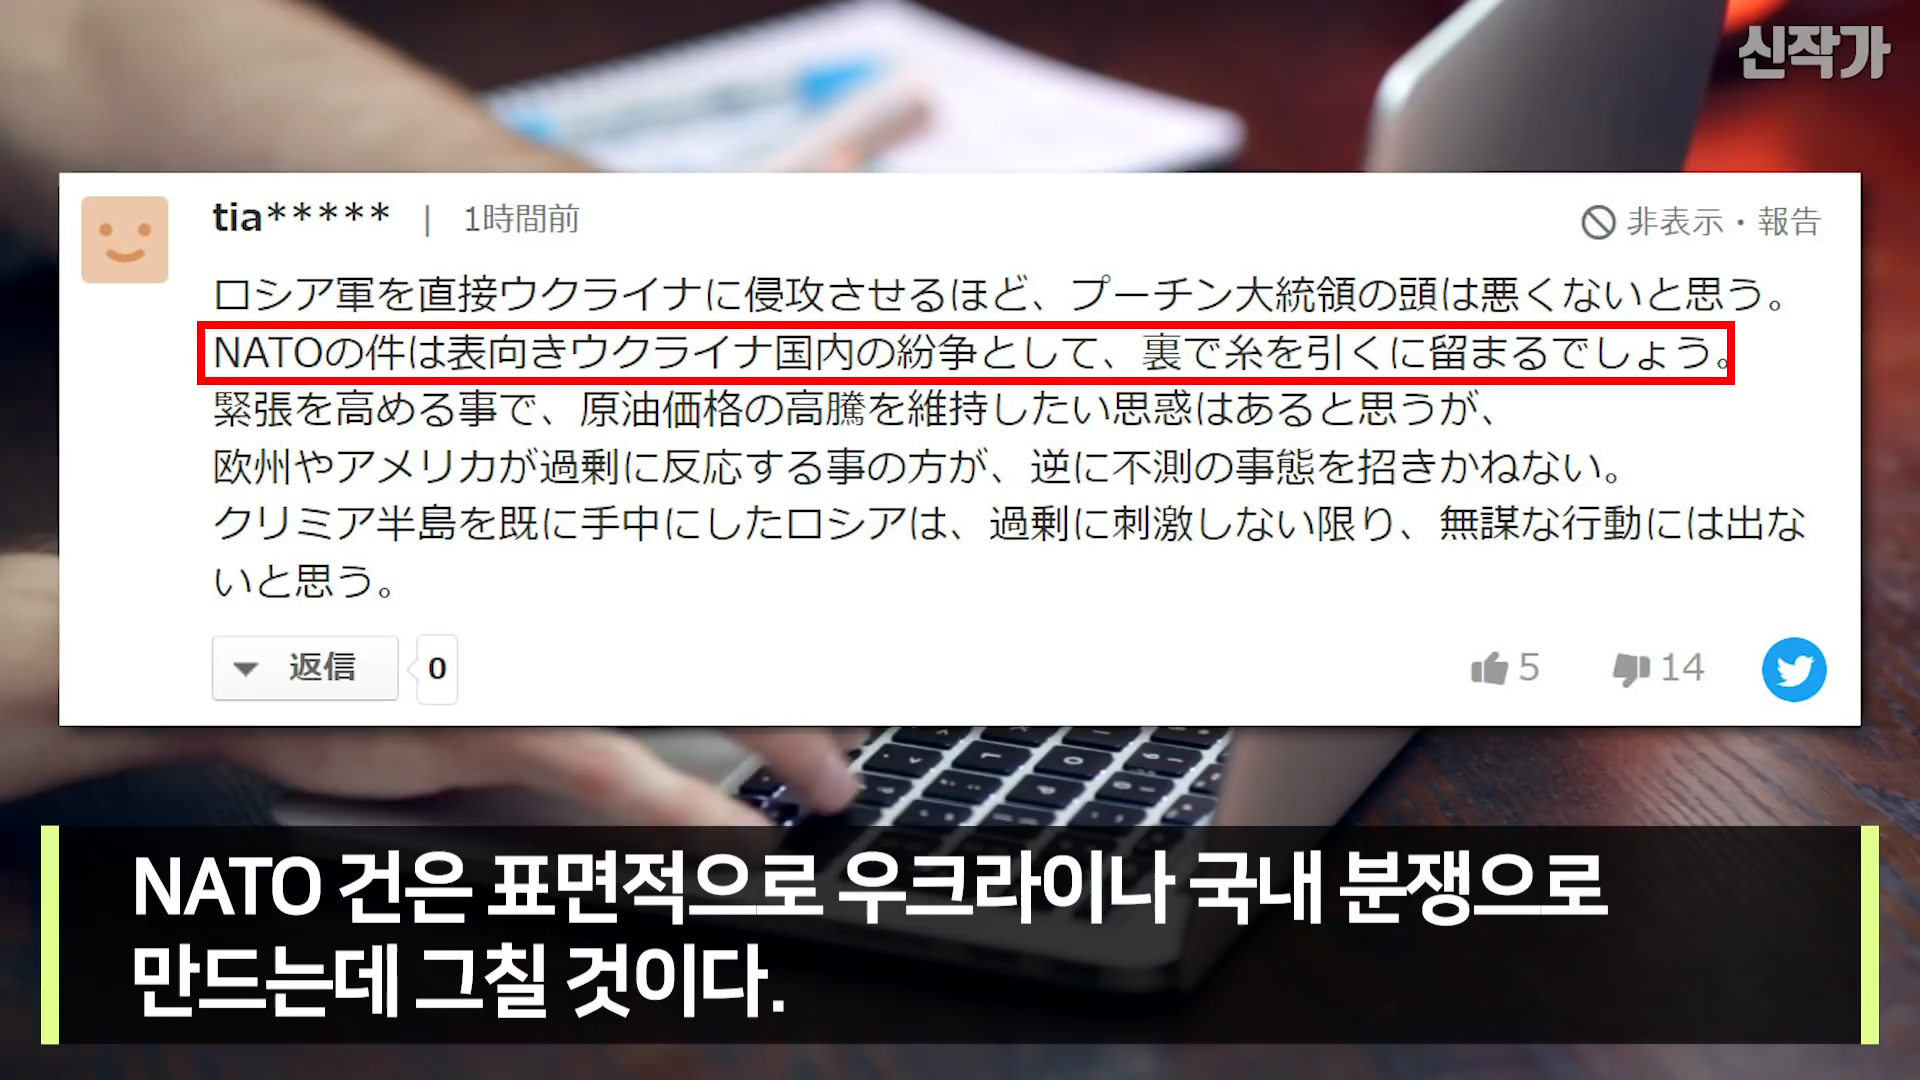 신작가
tia***** | 1時間前
非表示・報告
ロシア軍を直接ウクライナに侵攻させるほど、プーチン大統領の頭は悪くないと思う。
NATOの件は表向きウクライナ国内の紛争として、裏で糸を引くに留まるでしょう。
緊張を高める事で、原油価格の高騰を維持したい思惑はあると思うが、
欧州やアメリカが過剰に反応する事の方が、逆に不測の事態を招きかねない。
クリミア半島を既に手中にしたロシアは、過剰に刺激しない限り、無謀な行動には出な
いと思う。
返信 0
5 14
NATO 건은 표면적으로 우크라이나 국내 분쟁으로
만드는데 그칠 것이다.